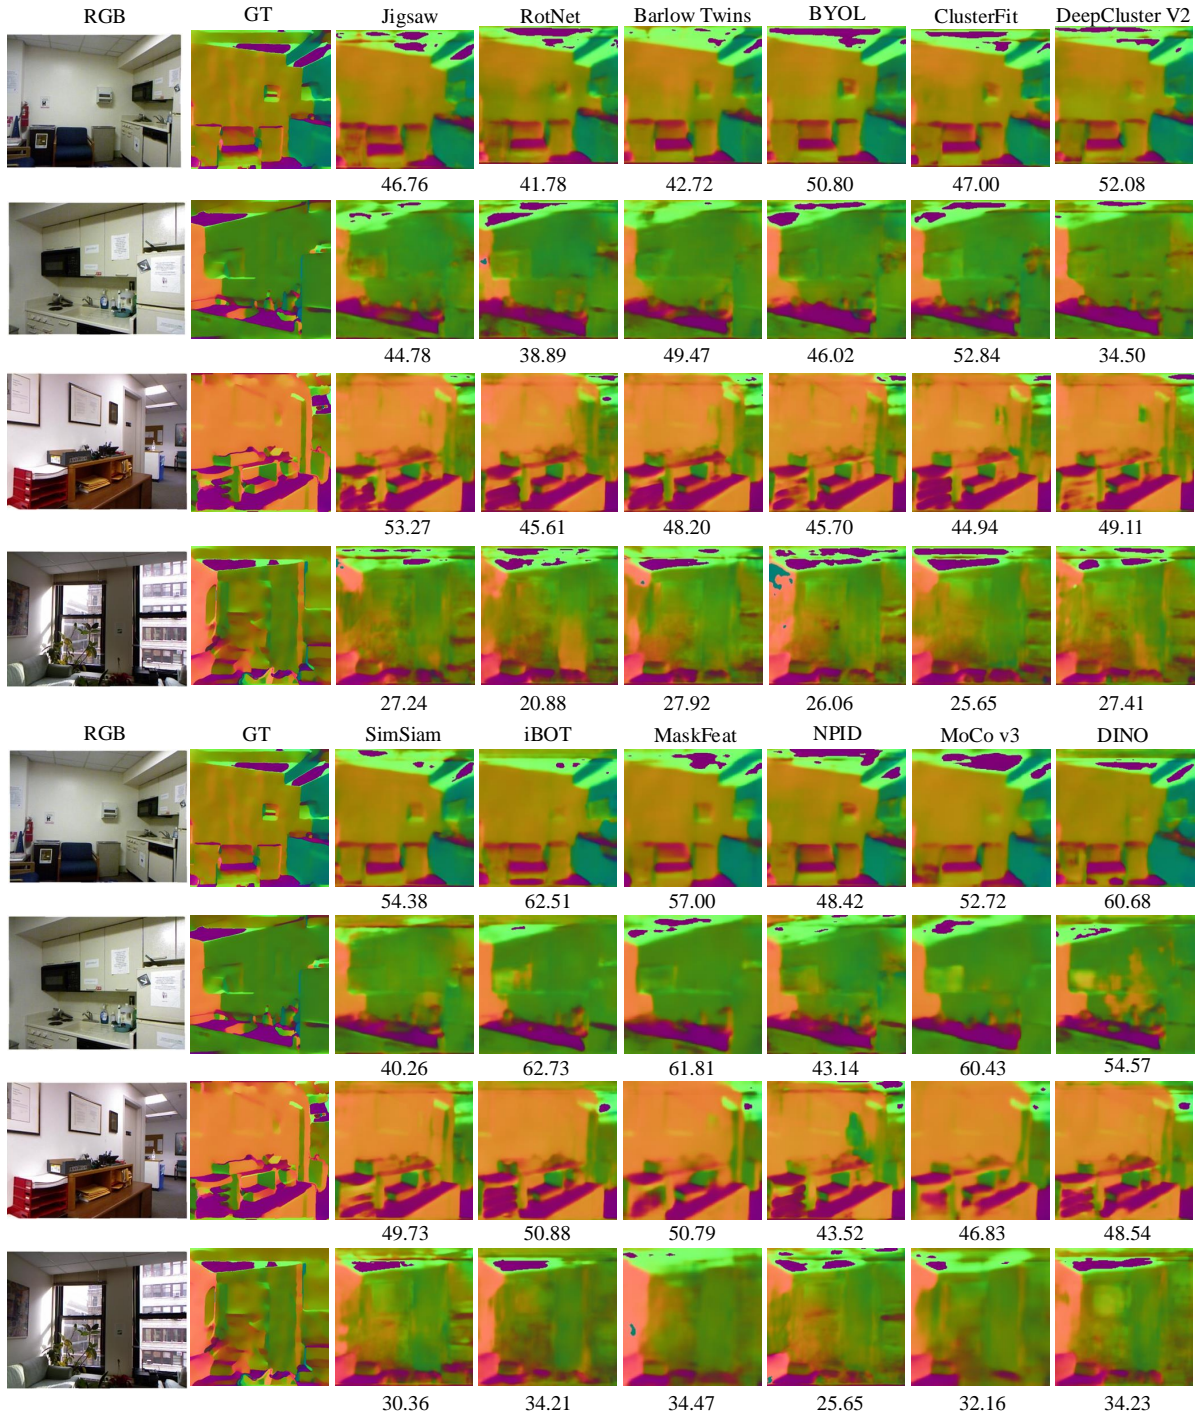 RGB GT Jigsaw RotNet Barlow Twins BYOL ClusterFit DeepCluster V2
46.76 41.78 42.72 50.80 47.00 52.08
44.78 38.89 49.47 46.02 52.84 34.50
53.27 45.61 48.20 45.70 44.94 49.11
27.24 20.88 27.92 26.06 25.65 27.41
RGB GT SimSiam iBOT MaskFeat NPID MoCo v3 DINO
54.38 62.51 57.00 48.42 52.72 60.68
40.26 62.73 61.81 43.14 60.43 54.57
49.73 50.88 50.79 43.52 46.83 48.54
30.36 34.21 34.47 25.65 32.16 34.23